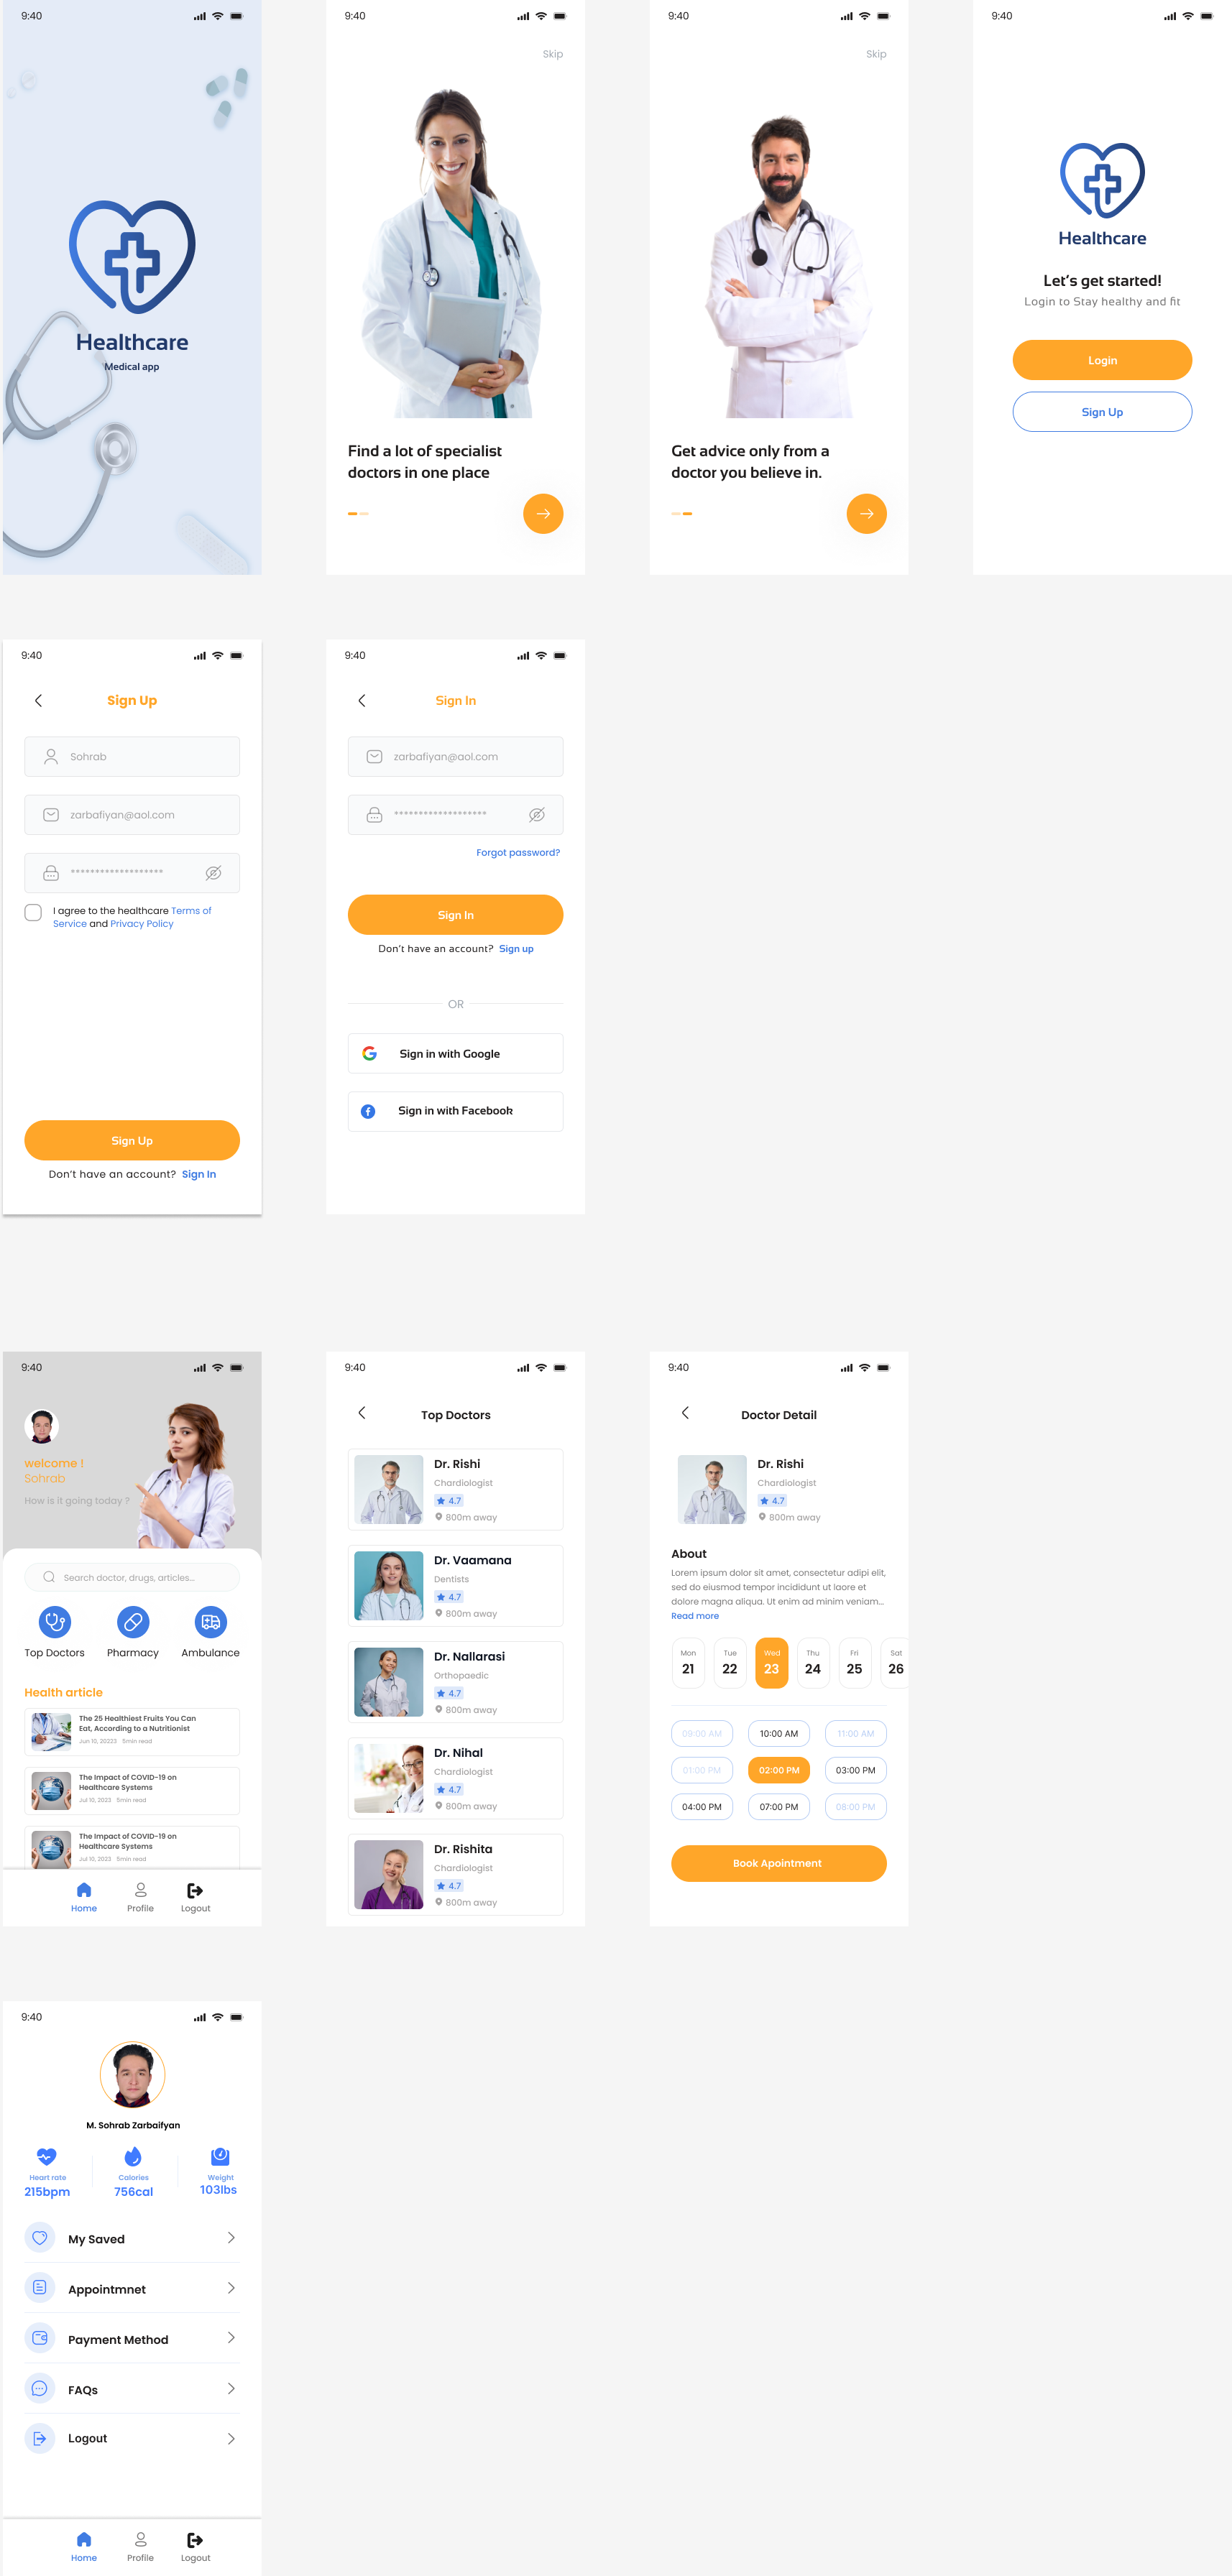 9:40
Healthcare
Medical app
9:40
Skip
Find a lot of specialist
doctors in one place
9:40
Skip
Get advice only from a
doctor you believe in.
9:40
Healthcare
Let’s get started!
Login to Stay healthy and fit
Login
Sign Up
9:40
Sign Up
Sohrab
zarbafiyan@aol.com
*******************
I agree to the healthcare Terms of
Service and Privacy Policy
Sign Up
Don’t have an account? Sign In
9:40
Sign In
zarbafiyan@aol.com
*******************
Forgot password?
Sign In
Don’t have an account? Sign up
OR
Sign in with Google
Sign in with Facebook
9:40
welcome !
Sohrab
How is it going today ?
Search doctor, drugs, articles...
Top Doctors
Pharmacy
Ambulance
Health article
The 25 Healthiest Fruits You Can
Eat, According to a Nutritionist
Jun 10, 20223 5min read
The Impact of COVID-19 on
Healthcare Systems
Jul 10, 2023 5min read
The Impact of COVID-19 on
Healthcare Systems
Jul 10, 2023 5min read
Home
Profile
Logout
9:40
Top Doctors
Dr. Rishi
Chardiologist
4.7
800m away
Dr. Vaamana
Dentists
4.7
800m away
Dr. Nallarasi
Orthopaedic
4.7
800m away
Dr. Nihal
Chardiologist
4.7
800m away
Dr. Rishita
Chardiologist
4.7
800m away
9:40
Doctor Detail
Dr. Rishi
Chardiologist
4.7
800m away
About
Lorem ipsum dolor sit amet, consectetur adipi elit,
sed do eiusmod tempor incididunt ut laore et
dolore magna aliqua. Ut enim ad minim veniam...
Read more
Mon Tue Wed Thu Fri Sat
21 22 23 24 25 26
09:00 AM 10:00 AM 11:00 AM
01:00 PM 02:00 PM 03:00 PM
04:00 PM 07:00 PM 08:00 PM
Book Apointment
9:40
M. Sohrab Zarbaifyan
Heart rate
215bpm
Calories
756cal
Weight
103lbs
My Saved
Appointmnet
Payment Method
FAQs
Logout
Home
Profile
Logout